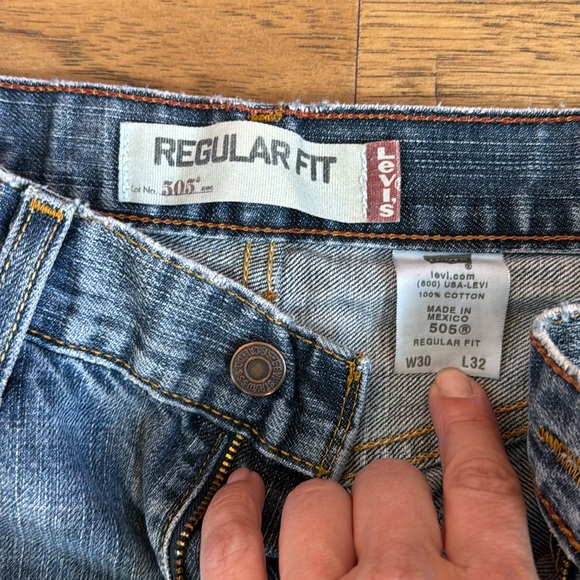 REGULAR FIT
Lot No. 505®
Levi's
levi.com
(800) USA-LEVI
100% COTTON
MADE IN
MEXICO
505®
REGULAR FIT
W30 L32